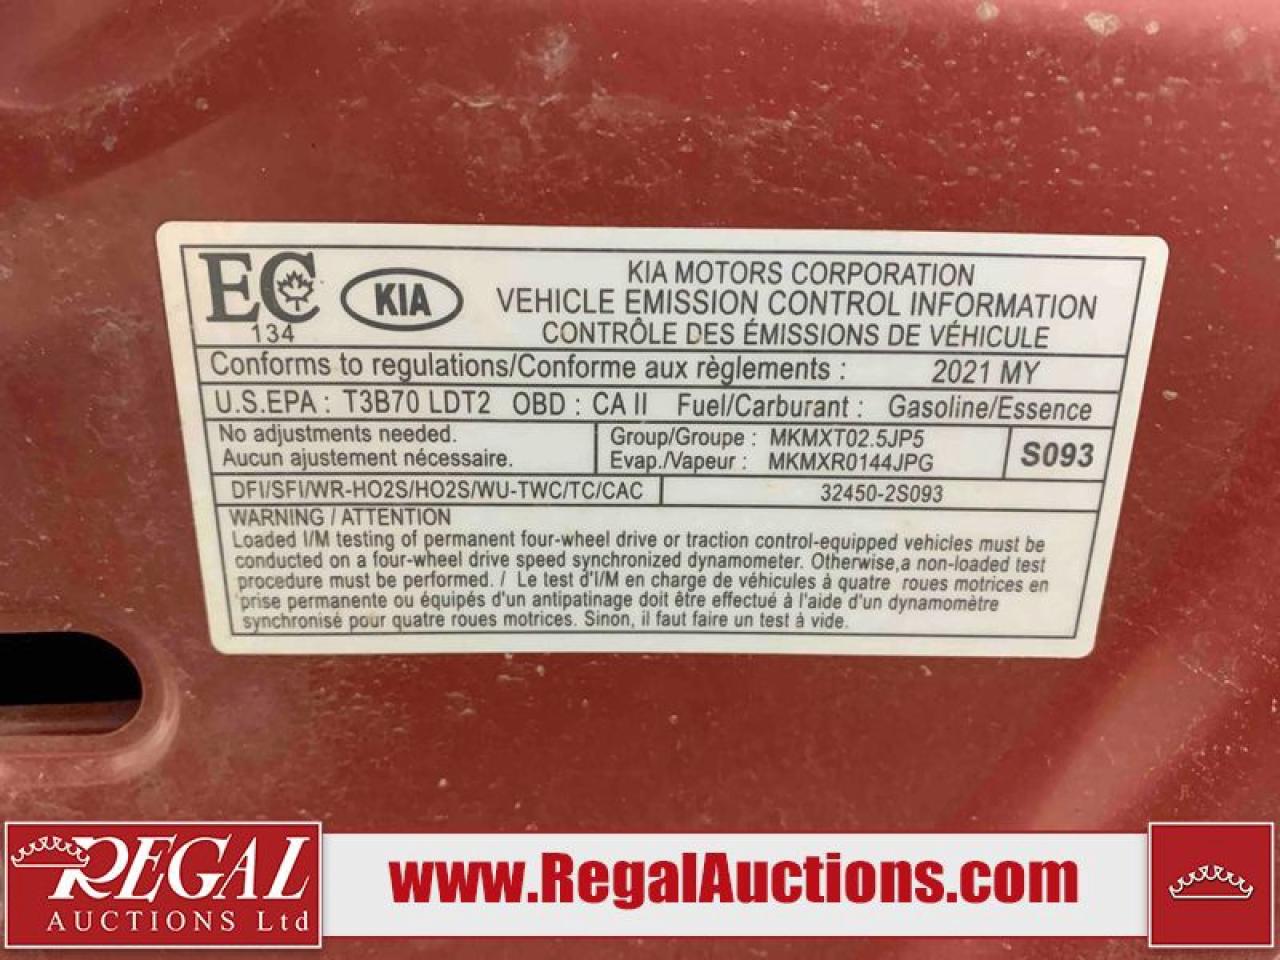 EC
134
KIA
KIA MOTORS CORPORATION
VEHICLE EMISSION CONTROL INFORMATION
CONTRÔLE DES ÉMISSIONS DE VÉHICULE
Conforms to regulations/Conforme aux règlements : 2021 MY
U.S.EPA : T3B70 LDT2 OBD : CA II Fuel/Carburant : Gasoline/Essence
No adjustments needed.
Aucun ajustement nécessaire.
Group/Groupe : MKMXT02.5JP5
Evap./Vapeur : MKMXR0144JPG
S093
DFI/SFI/WR-HO2S/HO2S/WU-TWC/TC/CAC
32450-2S093
WARNING / ATTENTION
Loaded I/M testing of permanent four-wheel drive or traction control-equipped vehicles must be
conducted on a four-wheel drive speed synchronized dynamometer. Otherwise,a non-loaded test
procedure must be performed. / Le test d'I/M en charge de véhicules à quatre roues motrices en
prise permanente ou équipés d'un antipatinage doit être effectué à l'aide d'un dynamomètre
synchronisé pour quatre roues motrices. Sinon, il faut faire un test à vide.
REGAL
AUCTIONS Ltd
www.RegalAuctions.com